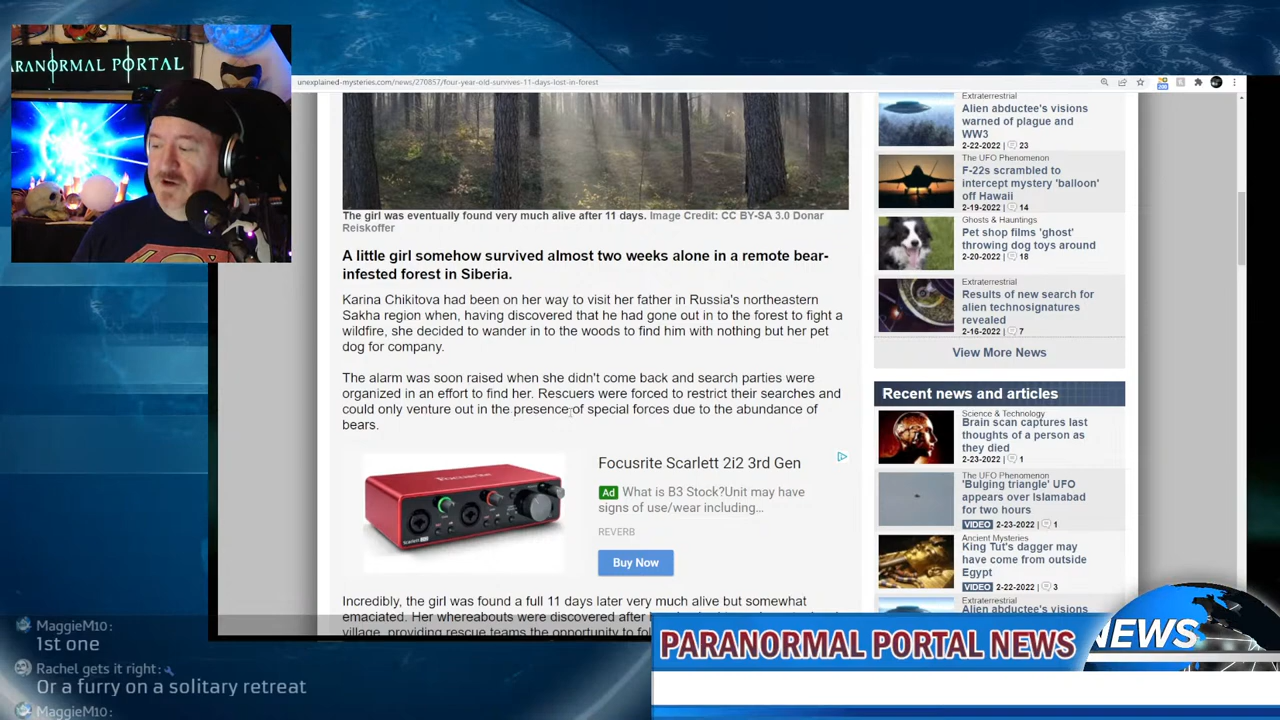 PARANORMAL PORTAL
unexplained-mysteries.com/news/270857/four-year-old-survives-11-days-lost-in-forest
The girl was eventually found very much alive after 11 days. Image Credit: CC BY-SA 3.0 Donar
Reiskoffer
A little girl somehow survived almost two weeks alone in a remote bear-
infested forest in Siberia.
Karina Chikitova had been on her way to visit her father in Russia's northeastern
Sakha region when, having discovered that he had gone out in to the forest to fight a
wildfire, she decided to wander in to the woods to find him with nothing but her pet
dog for company.
The alarm was soon raised when she didn't come back and search parties were
organized in an effort to find her. Rescuers were forced to restrict their searches and
could only venture out in the presence of special forces due to the abundance of
bears.
Focusrite Scarlett 2i2 3rd Gen
Ad What is B3 Stock?Unit may have
signs of use/wear including...
REVERB
Buy Now
Incredibly, the girl was found a full 11 days later very much alive but somewhat
emaciated. Her whereabouts were discovered after
village, providing rescue teams the opportunity to
Extraterrestrial
Alien abductee's visions
warned of plague and
WW3
2-22-2022 | 23
The UFO Phenomenon
F-22s scrambled to
intercept mystery 'balloon'
off Hawaii
2-19-2022 | 14
Ghosts & Hauntings
Pet shop films 'ghost'
throwing dog toys around
2-20-2022 | 18
Extraterrestrial
Results of new search for
alien technosignatures
revealed
2-16-2022 | 7
View More News
Recent news and articles
Science & Technology
Brain scan captures last
thoughts of a person as
they died
2-23-2022 | 1
The UFO Phenomenon
'Bulging triangle' UFO
appears over Islamabad
for two hours
VIDEO 2-23-2022 | 1
Ancient Mysteries
King Tut's dagger may
have come from outside
Egypt
VIDEO 2-22-2022 | 3
Extraterrestrial
Alien abductee's visions
MaggieM10:
1st one
Rachel gets it right:
Or a furry on a solitary retreat
MaggieM10:
PARANORMAL PORTAL NEWS
NEWS